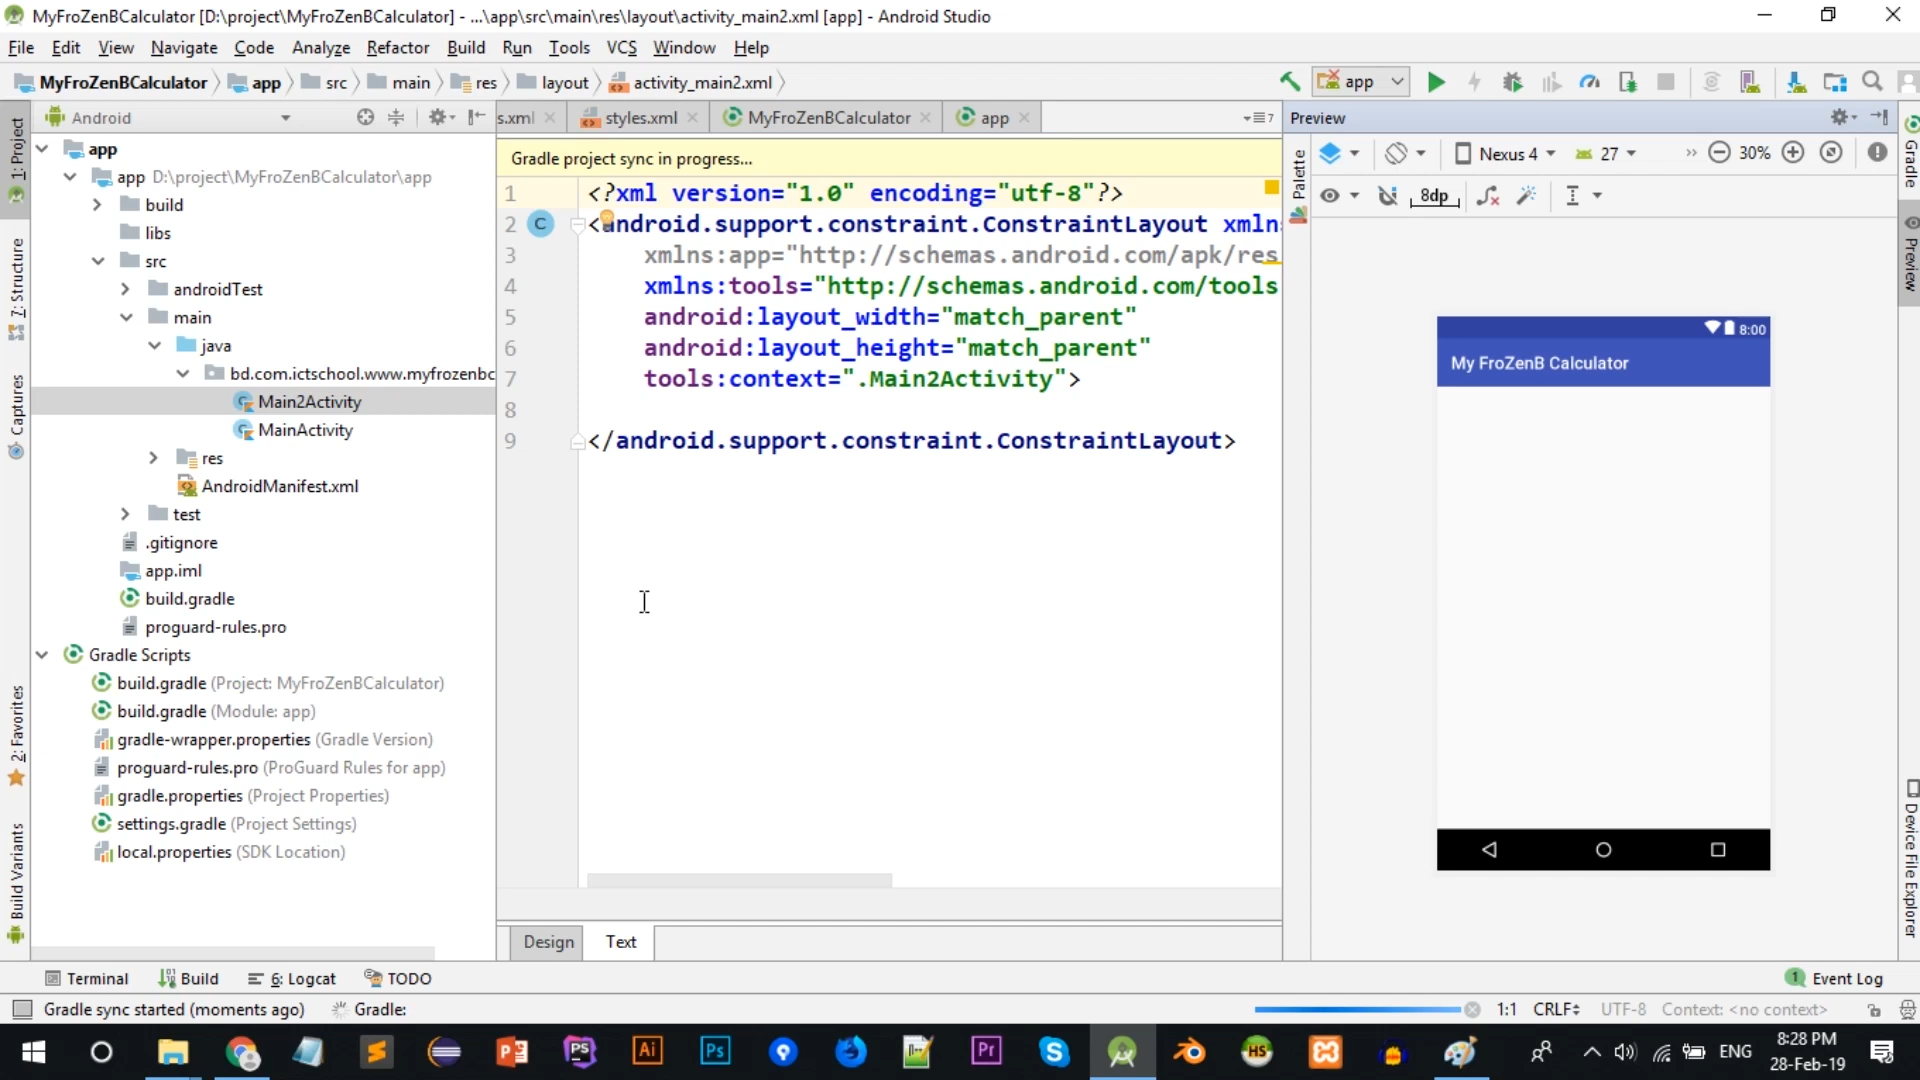 MyFroZenBCalculator [D:\project\MyFroZenBCalculator] - ...\app\src\main\res\layout\activity_main2.xml [app] - Android Studio
File Edit View Navigate Code Analyze Refactor Build Run Tools VCS Window Help
MyFroZenBCalculator app src main res layout activity_main2.xml app
Android s.xml styles.xml MyFroZenBCalculator app 7 Preview
Gradle project sync in progress...
Nexus 4 27 30%
8dp
1: Project
7: Structure
Captures
2: Favorites
Build Variants
app
app D:\project\MyFroZenBCalculator\app
build
libs
src
androidTest
main
java
bd.com.ictschool.www.myfrozenbc
Main2Activity
MainActivity
res
AndroidManifest.xml
test
.gitignore
app.iml
build.gradle
proguard-rules.pro
Gradle Scripts
build.gradle (Project: MyFroZenBCalculator)
build.gradle (Module: app)
gradle-wrapper.properties (Gradle Version)
proguard-rules.pro (ProGuard Rules for app)
gradle.properties (Project Properties)
settings.gradle (Project Settings)
local.properties (SDK Location)
1 <?xml version="1.0" encoding="utf-8"?>
2 C <android.support.constraint.ConstraintLayout xmln
3 xmlns:app="http://schemas.android.com/apk/res
4 xmlns:tools="http://schemas.android.com/tools
5 android:layout_width="match_parent"
6 android:layout_height="match_parent"
7 tools:context=".Main2Activity">
8
9 </android.support.constraint.ConstraintLayout>
Design Text
Palette
8:00
My FroZenB Calculator
Gradle
Preview
Device File Explorer
Terminal Build 6: Logcat TODO 1 Event Log
Gradle sync started (moments ago) Gradle: 1:1 CRLF UTF-8 Context: <no context>
Ai Ps Pr HS ENG 8:28 PM
28-Feb-19